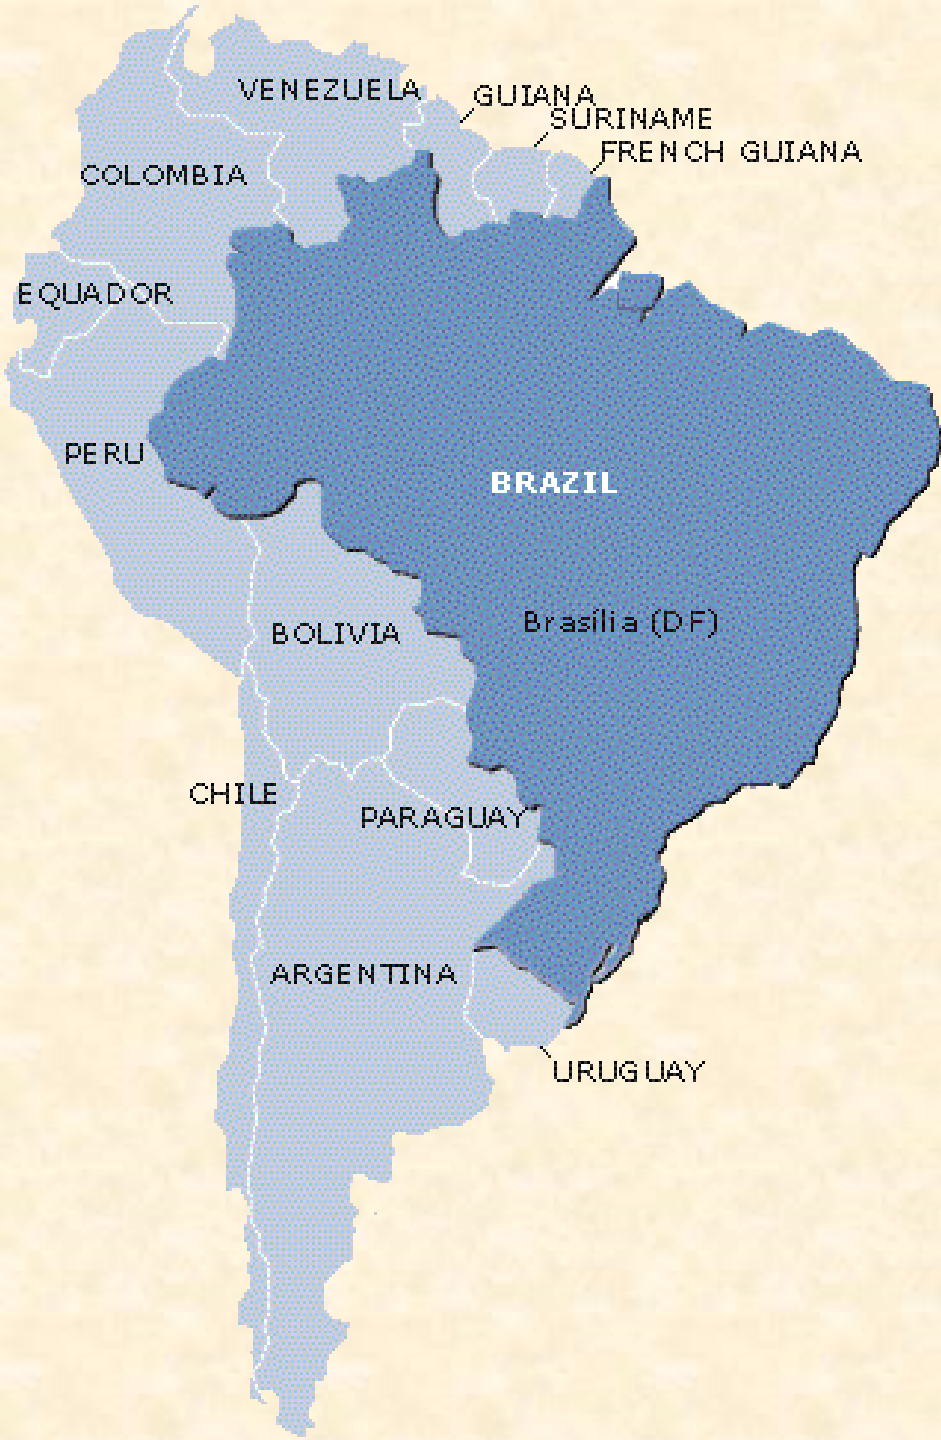 VENEZUELA
GUIANA
SURINAME
FRENCH GUIANA
COLOMBIA
EQUADOR
PERU
BRAZIL
Brasília (DF)
BOLIVIA
CHILE
PARAGUAY
ARGENTINA
URUGUAY